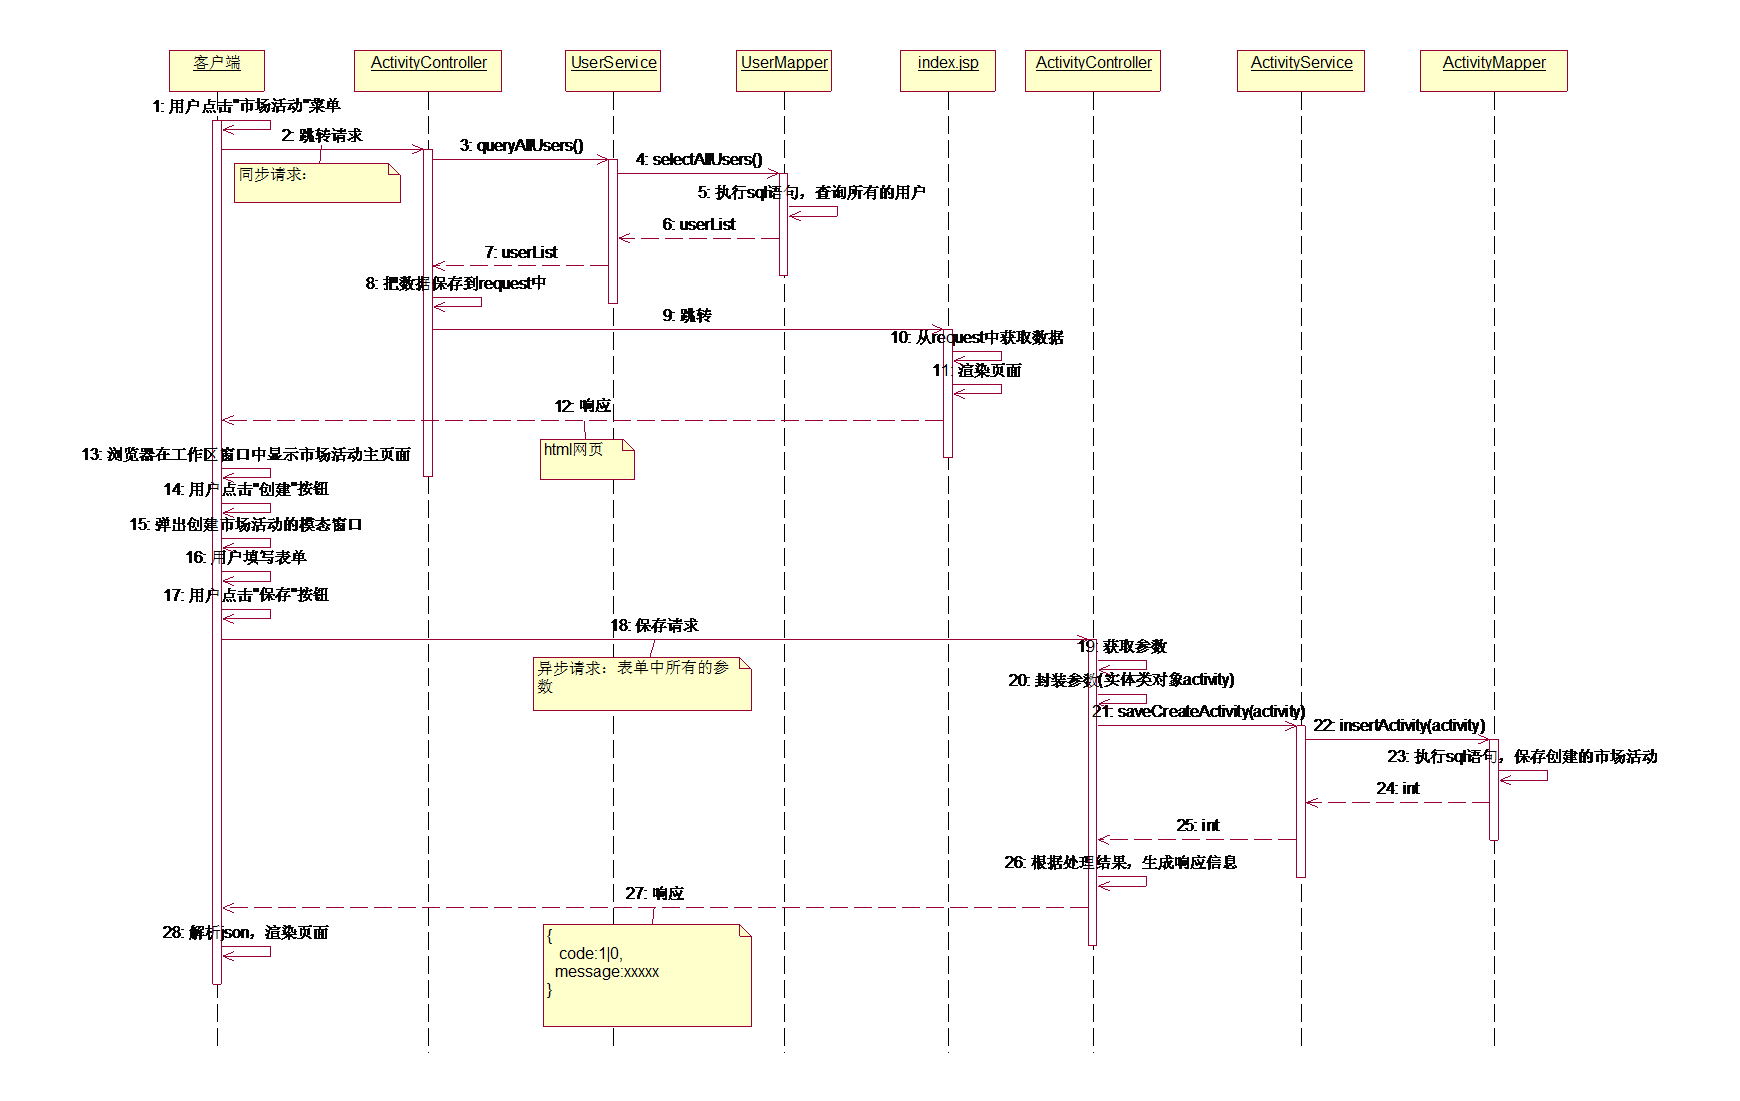 客户端
ActivityController
UserService
UserMapper
index.jsp
ActivityController
ActivityService
ActivityMapper
1: 用户点击"市场活动"菜单
2: 跳转请求
同步请求：
3: queryAllUsers()
4: selectAllUsers()
5: 执行sql语句，查询所有的用户
6: userList
7: userList
8: 把数据保存到request中
9: 跳转
10: 从request中获取数据
11: 渲染页面
12: 响应
html网页
13: 浏览器在工作区窗口中显示市场活动主页面
14: 用户点击"创建"按钮
15: 弹出创建市场活动的模态窗口
16: 用户填写表单
17: 用户点击"保存"按钮
18: 保存请求
异步请求：表单中所有的参
数
19: 获取参数
20: 封装参数(实体类对象activity)
21: saveCreateActivity(activity)
22: insertActivity(activity)
23: 执行sql语句，保存创建的市场活动
24: int
25: int
26: 根据处理结果，生成响应信息
27: 响应
{
code:1|0,
message:xxxxx
}
28: 解析json，渲染页面